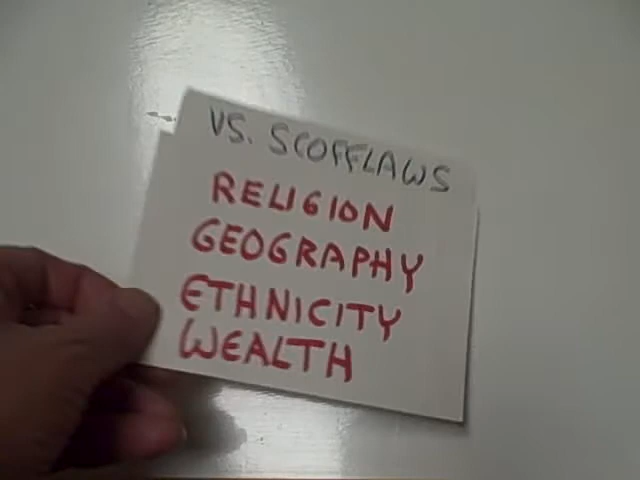 VS. SCOFFLAWS
RELIGION
GEOGRAPHY
ETHNICITY
WEALTH